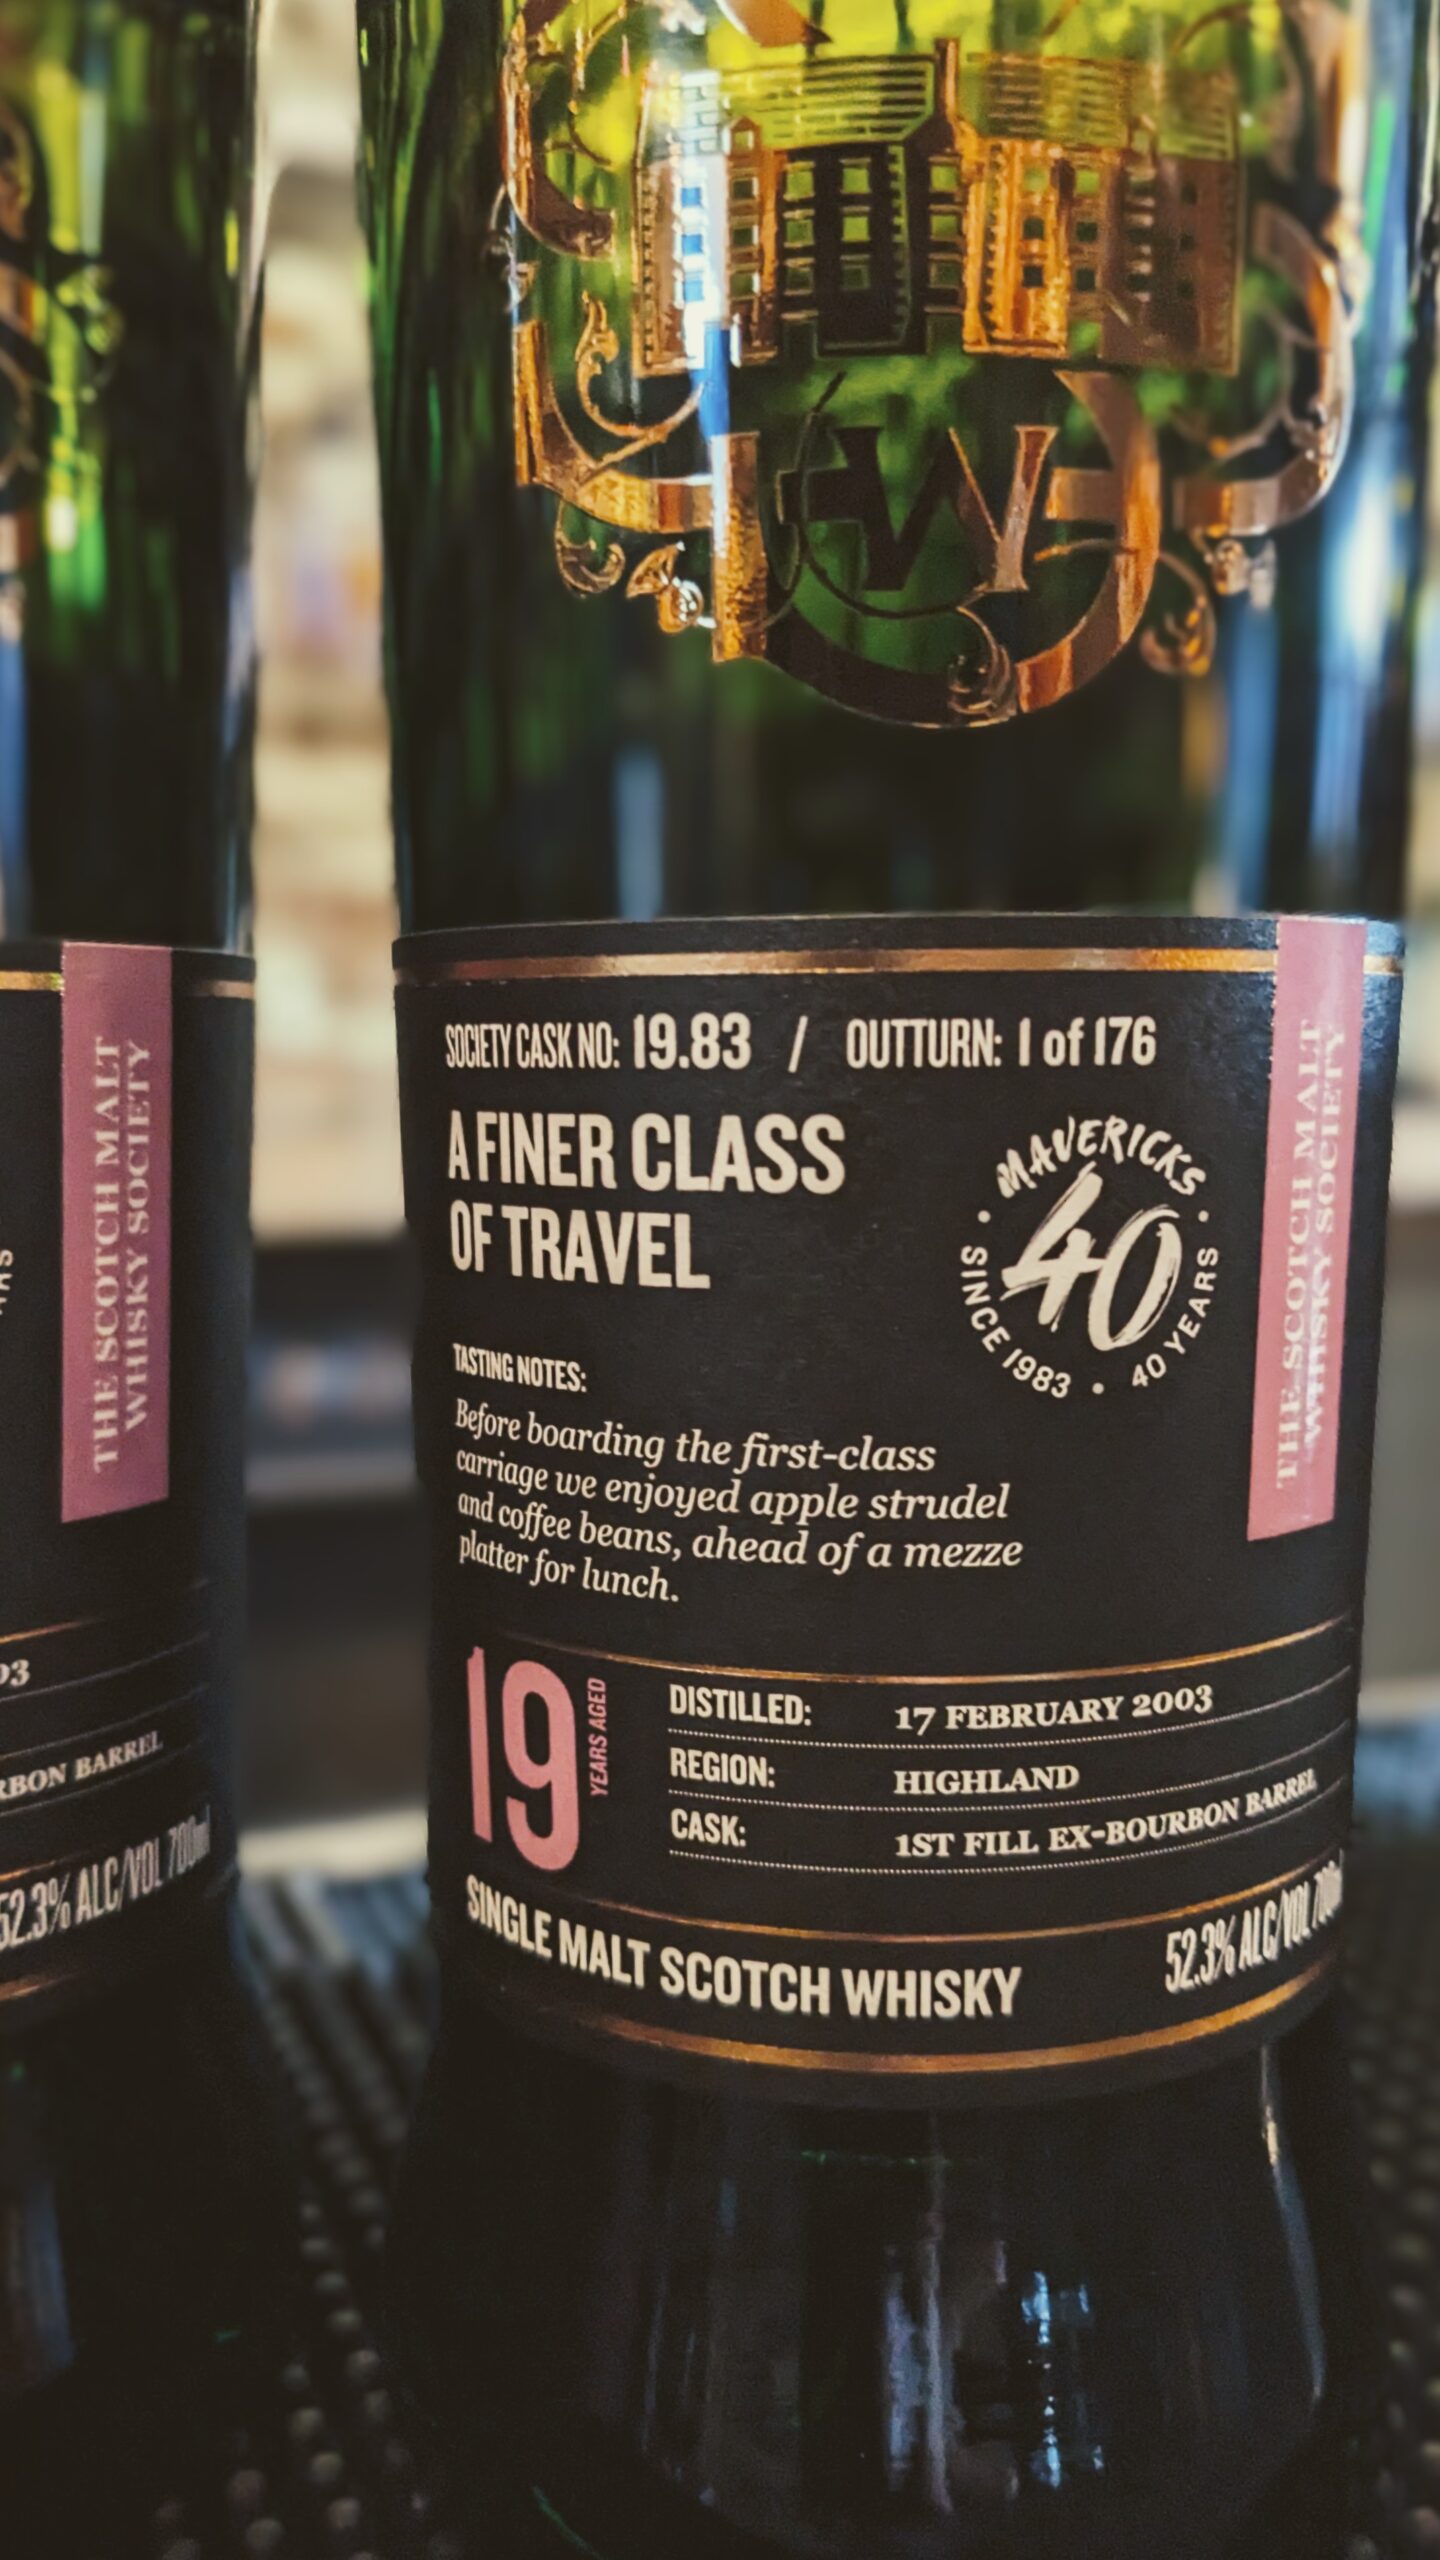 W
SOCIETY CASK NO: 19.83 / OUTTURN: 1 of 176
A FINER CLASS
OF TRAVEL
MAVERICKS
40
SINCE 1983 • 40 YEARS
THE SCOTCH MALT
WHISKY SOCIETY
TASTING NOTES:
Before boarding the first-class
carriage we enjoyed apple strudel
and coffee beans, ahead of a mezze
platter for lunch.
19
YEARS AGED
DISTILLED: 17 FEBRUARY 2003
REGION: HIGHLAND
CASK: 1ST FILL EX-BOURBON BARREL
SINGLE MALT SCOTCH WHISKY
52.3% ALC/VOL 700ml
THE SCOTCH MALT
WHISKY SOCIETY
03
RBON BARREL
52.3% ALC/VOL 700ml